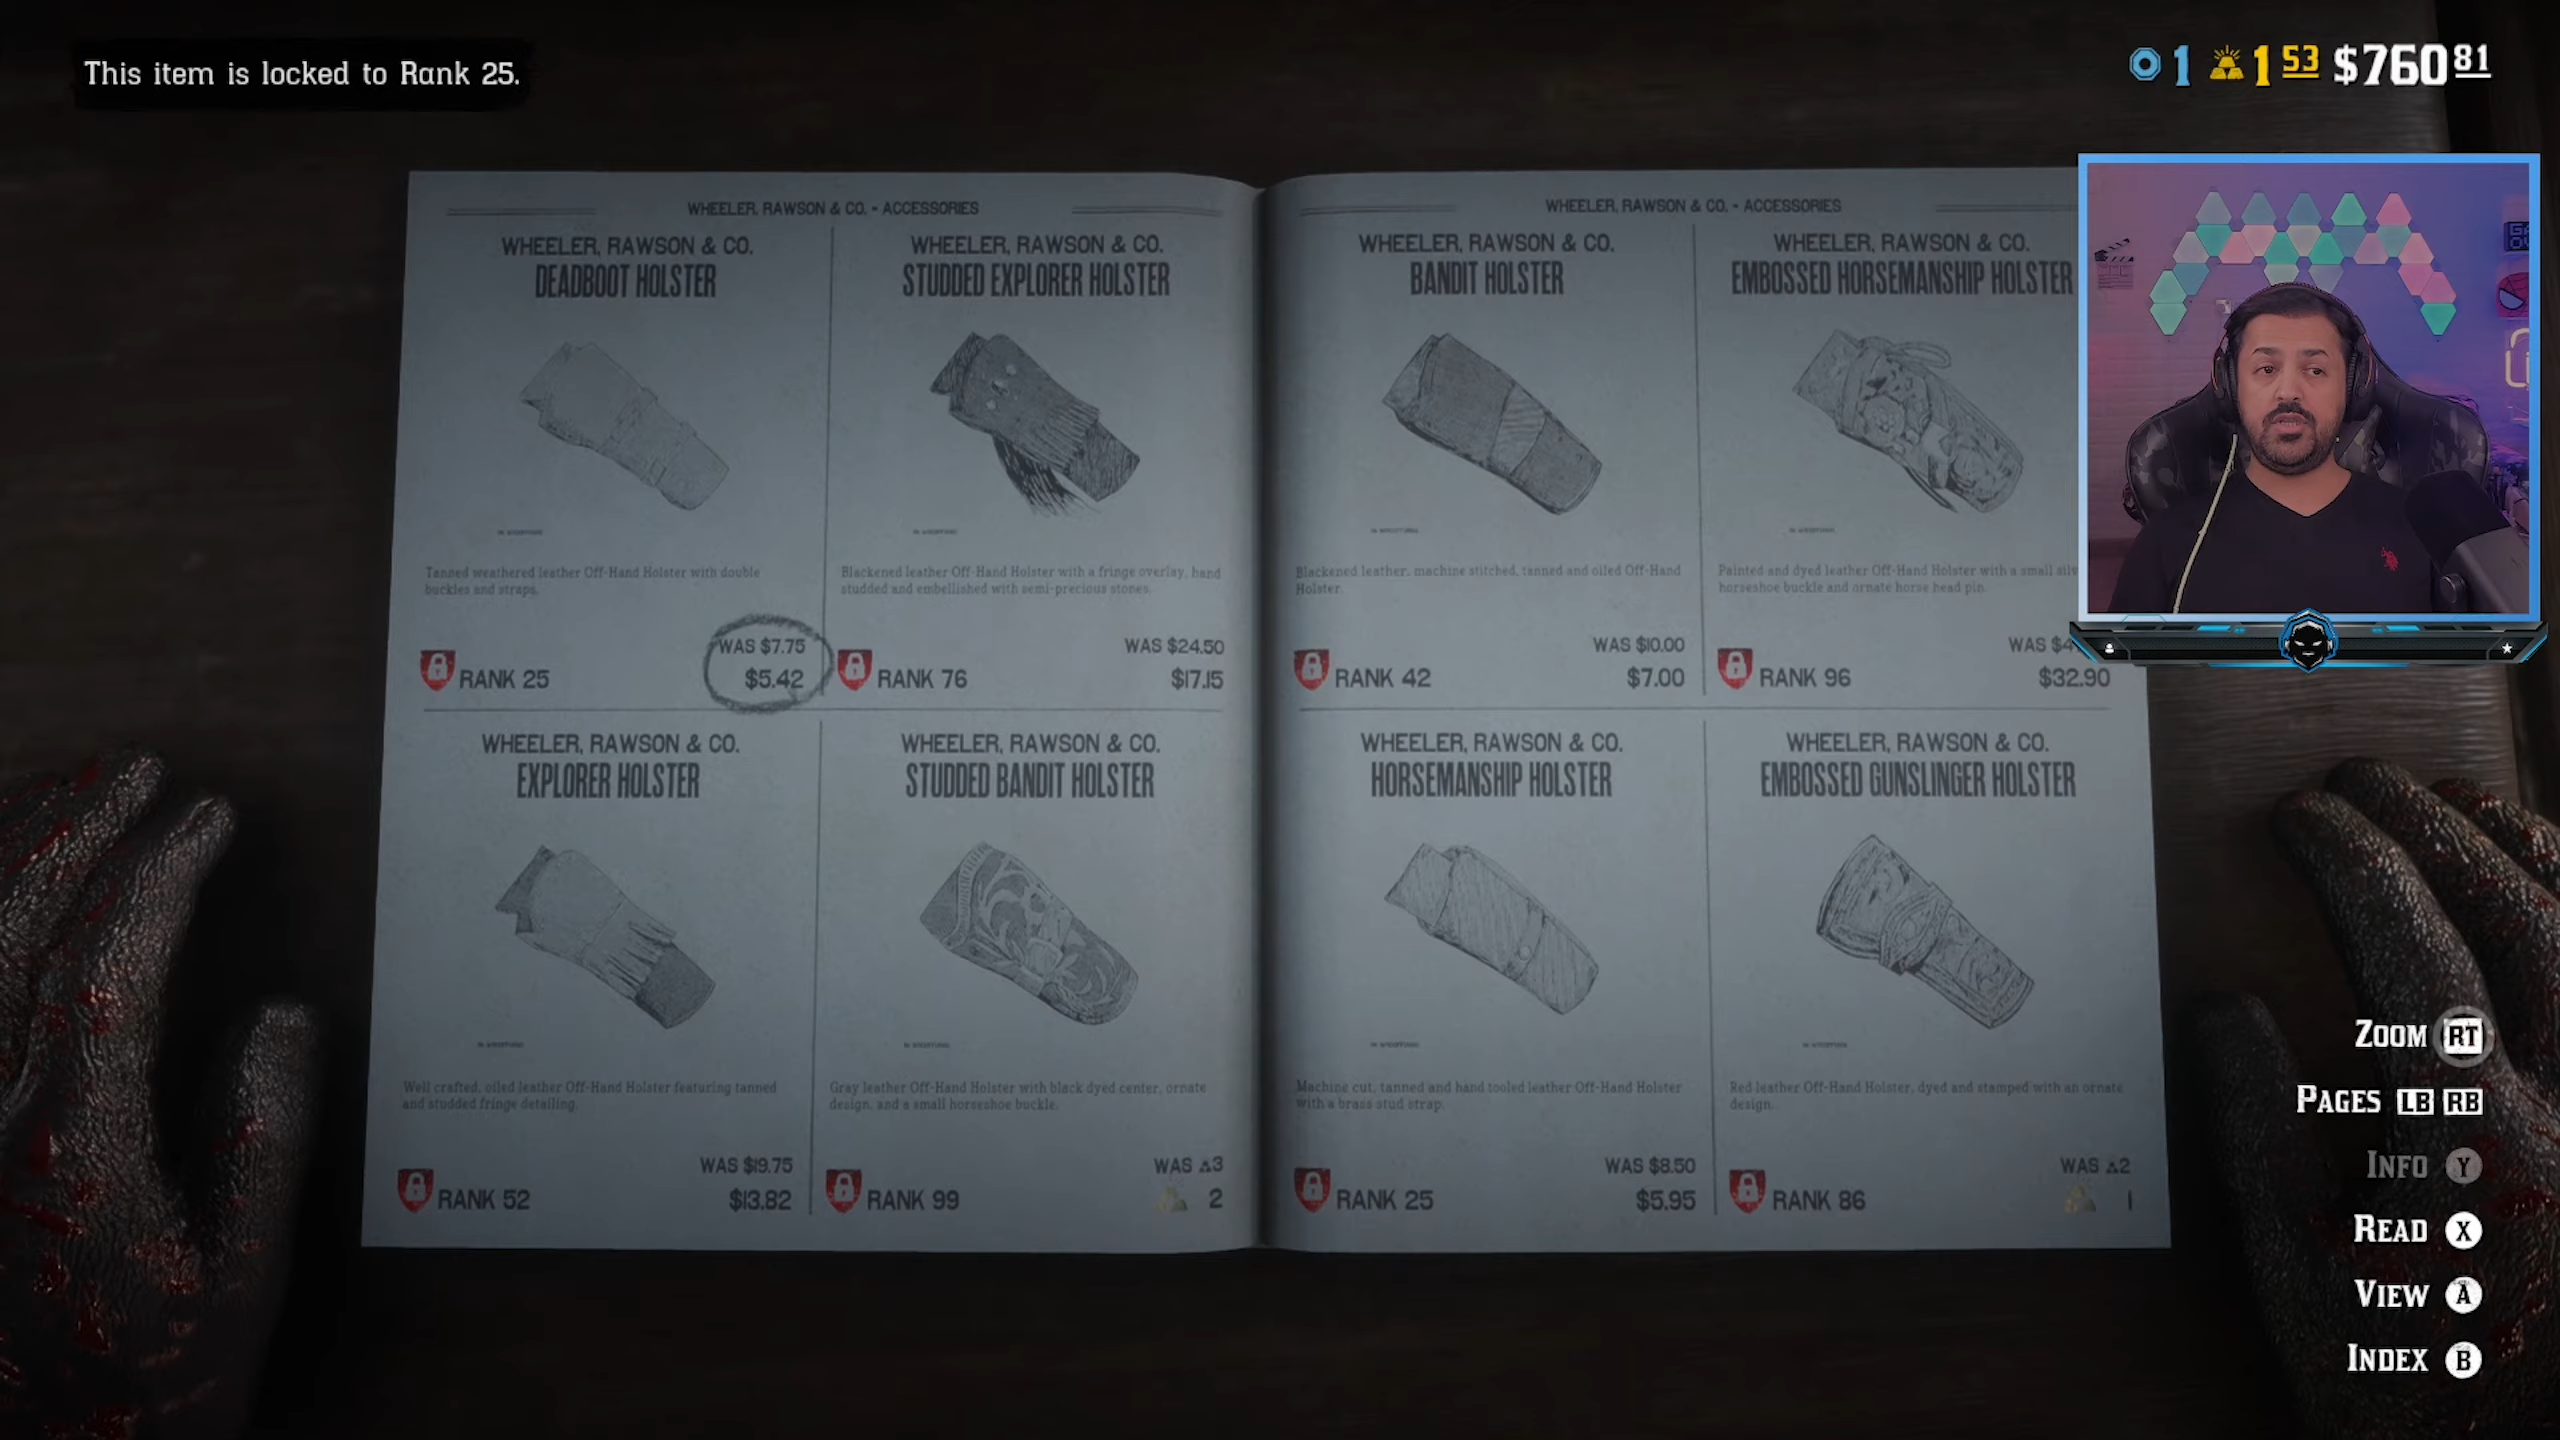 This item is locked to Rank 25.
1 1 53 $760 81
WHEELER, RAWSON & CO. - ACCESSORIES
WHEELER, RAWSON & CO.
DEADBOOT HOLSTER
Tanned weathered leather Off-Hand Holster with double
buckles and straps.
WAS $7.75
RANK 25 $5.42
WHEELER, RAWSON & CO.
STUDDED EXPLORER HOLSTER
Blackened leather Off-Hand Holster with a fringe overlay, hand
studded and embellished with semi-precious stones.
WAS $24.50
RANK 76 $17.15
WHEELER, RAWSON & CO.
EXPLORER HOLSTER
Well crafted, oiled leather Off-Hand Holster featuring tanned
and studded fringe detailing.
WAS $19.75
RANK 52 $13.82
WHEELER, RAWSON & CO.
STUDDED BANDIT HOLSTER
Gray leather Off-Hand Holster with black dyed center, ornate
design, and a small horseshoe buckle.
WAS 3
RANK 99 2
WHEELER, RAWSON & CO. - ACCESSORIES
WHEELER, RAWSON & CO.
BANDIT HOLSTER
Blackened leather, machine stitched, tanned and oiled Off-Hand
Holster.
WAS $10.00
RANK 42 $7.00
WHEELER, RAWSON & CO.
EMBOSSED HORSEMANSHIP HOLSTER
Painted and dyed leather Off-Hand Holster with a small
horseshoe buckle and ornate horse head pin.
WAS
RANK 96 $32.90
WHEELER, RAWSON & CO.
HORSEMANSHIP HOLSTER
Machine cut, tanned and hand tooled leather Off-Hand Holster
with a brass stud strap.
WAS $8.50
RANK 25 $5.95
WHEELER, RAWSON & CO.
EMBOSSED GUNSLINGER HOLSTER
Red leather Off-Hand Holster, dyed and stamped with an ornate
design.
WAS 2
RANK 86 1
ZOOM RT
PAGES LB RB
INFO Y
READ X
VIEW A
INDEX B